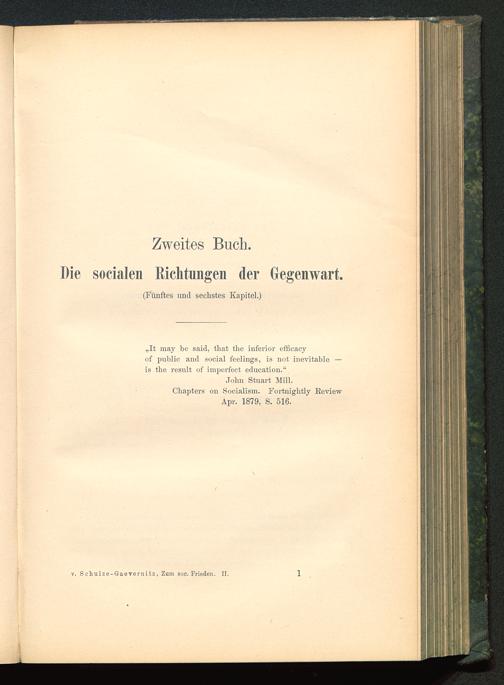 Zweites Buch.
Die socialen Richtungen der Gegenwart.
(Fünftes und sechstes Kapitel.)
„It may be said, that the inferior efficacy
of public and social feelings, is not inevitable —
is the result of imperfect education.“
John Stuart Mill.
Chapters on Socialism. Fortnightly Review
Apr. 1879, S. 516.
v. Schulze-Gaevernitz, Zum soc. Frieden. II. 1